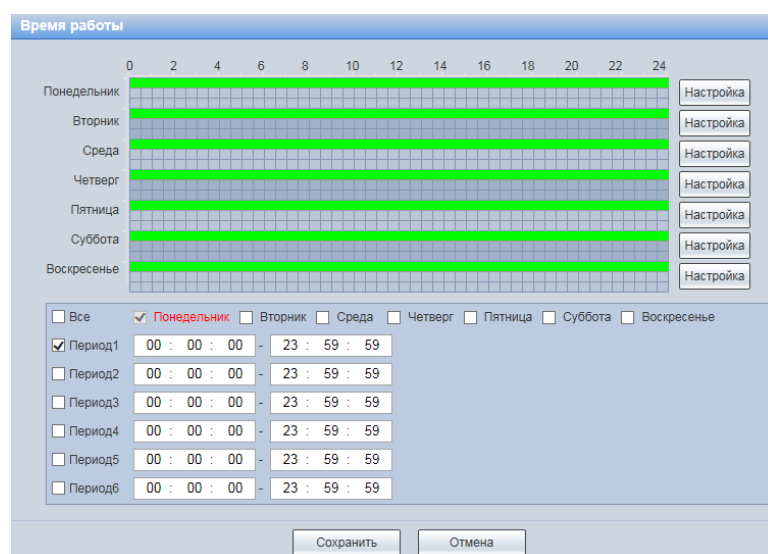 Время работы
0 2 4 6 8 10 12 14 16 18 20 22 24
Понедельник Настройка
Вторник Настройка
Среда Настройка
Четверг Настройка
Пятница Настройка
Суббота Настройка
Воскресенье Настройка
Все Понедельник Вторник Среда Четверг Пятница Суббота Воскресенье
Период1 00 : 00 : 00 - 23 : 59 : 59
Период2 00 : 00 : 00 - 23 : 59 : 59
Период3 00 : 00 : 00 - 23 : 59 : 59
Период4 00 : 00 : 00 - 23 : 59 : 59
Период5 00 : 00 : 00 - 23 : 59 : 59
Период6 00 : 00 : 00 - 23 : 59 : 59
Сохранить Отмена